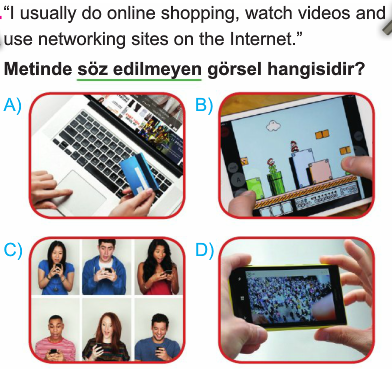 “I usually do online shopping, watch videos and
use networking sites on the Internet.”
Metinde söz edilmeyen görsel hangisidir?
A) B)
C) D)